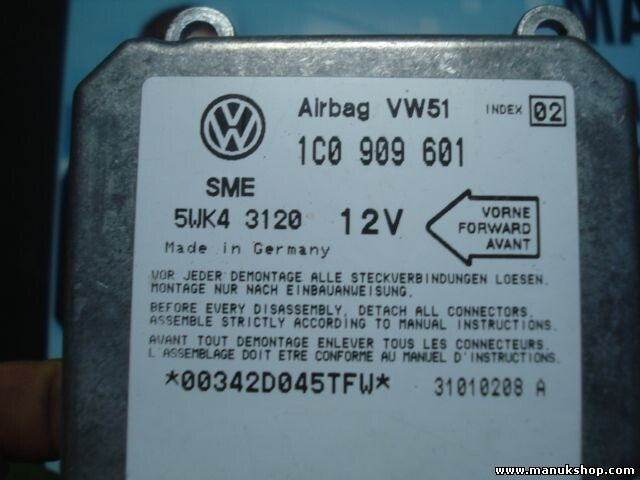 MA
Airbag VW51 INDEX 02
1C0 909 601
SME
5WK4 3120 12V
VORNE
FORWARD
AVANT
Made in Germany
VOR JEDER DEMONTAGE ALLE STECKVERBINDUNGEN LOESEN.
MONTAGE NUR NACH EINBAUANWEISUNG.
BEFORE EVERY DISASSEMBLY, DETACH ALL CONNECTORS.
ASSEMBLE STRICTLY ACCORDING TO MANUAL INSTRUCTIONS.
AVANT TOUT DEMONTAGE ENLEVER TOUS LES CONNECTEURS.
L'ASSEMBLAGE DOIT ETRE CONFORME AU MANUEL D'INSTRUCTIONS.
*00342D045TFW* 31010208 A
www.manukshop.com